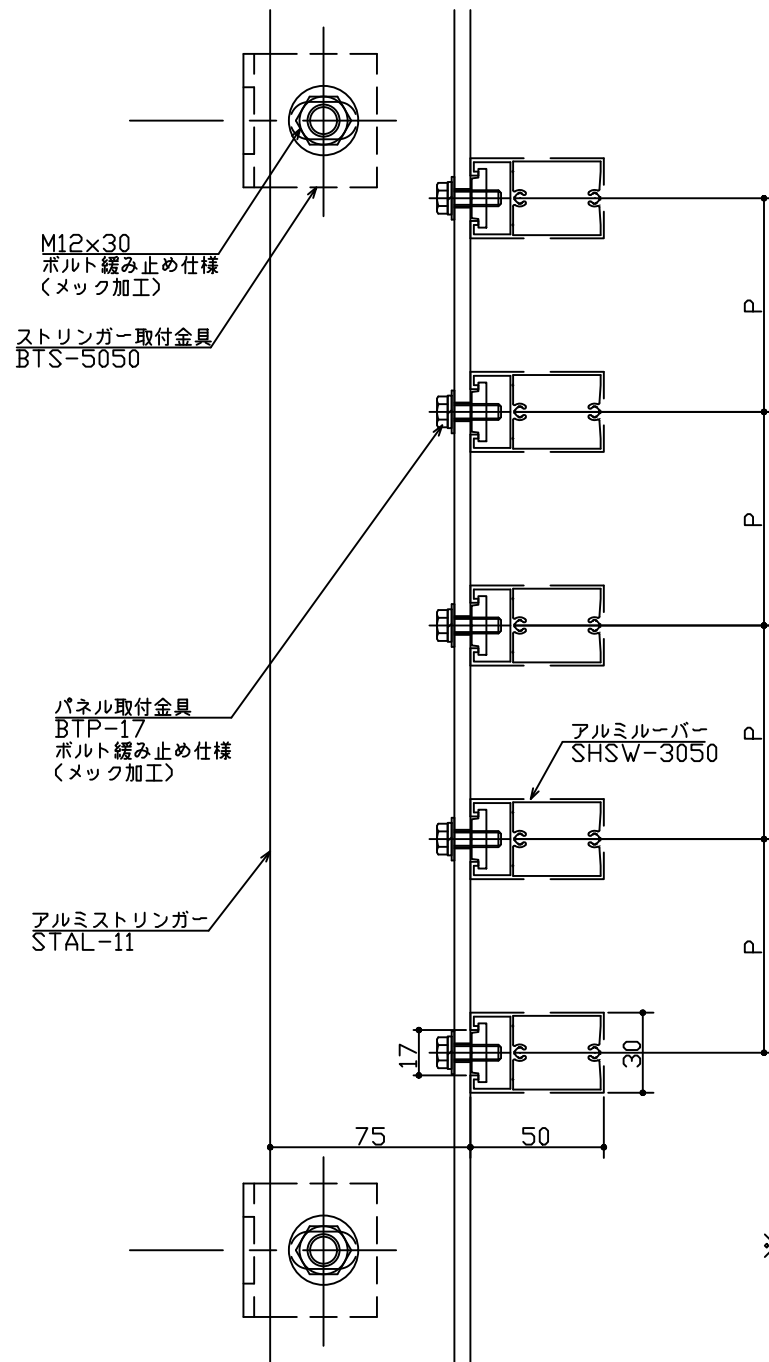 M12×30
ボルト緩み止め仕様
(メック加工)
ストリンガー取付金具
BTS-5050
P
P
パネル取付金具
BTP-17
ボルト緩み止め仕様
(メック加工)
アルミルーバー
SHSW-3050
P
アルミストリンガー
STAL-11
P
17
30
75
50